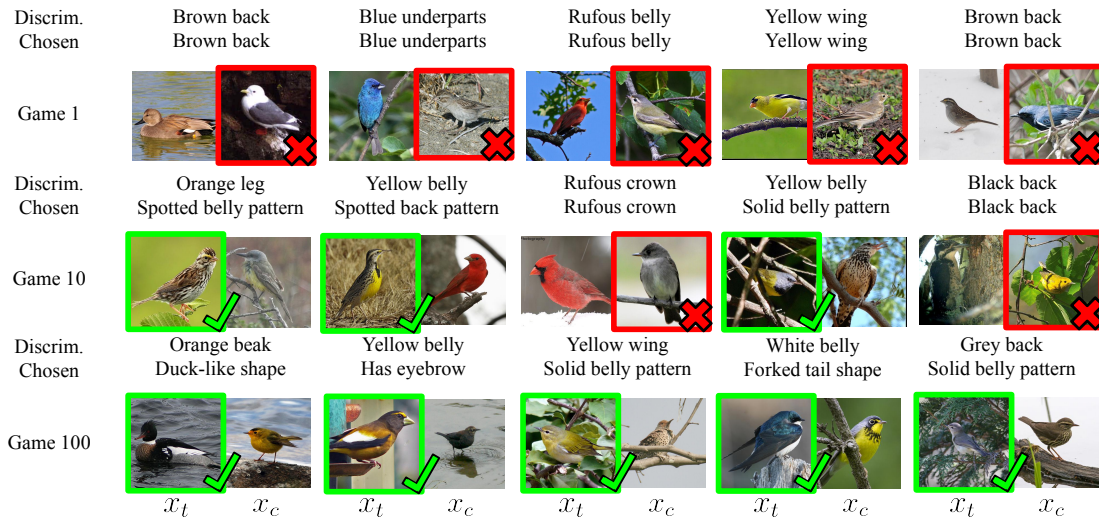 Discrim. Brown back Blue underparts Rufous belly Yellow wing Brown back
Chosen Brown back Blue underparts Rufous belly Yellow wing Brown back
Game 1
Discrim. Orange leg Yellow belly Rufous crown Yellow belly Black back
Chosen Spotted belly pattern Spotted back pattern Rufous crown Solid belly pattern Black back
Game 10
Discrim. Orange beak Yellow belly Yellow wing White belly Grey back
Chosen Duck-like shape Has eyebrow Solid belly pattern Forked tail shape Solid belly pattern
Game 100
x_t x_c x_t x_c x_t x_c x_t x_c x_t x_c